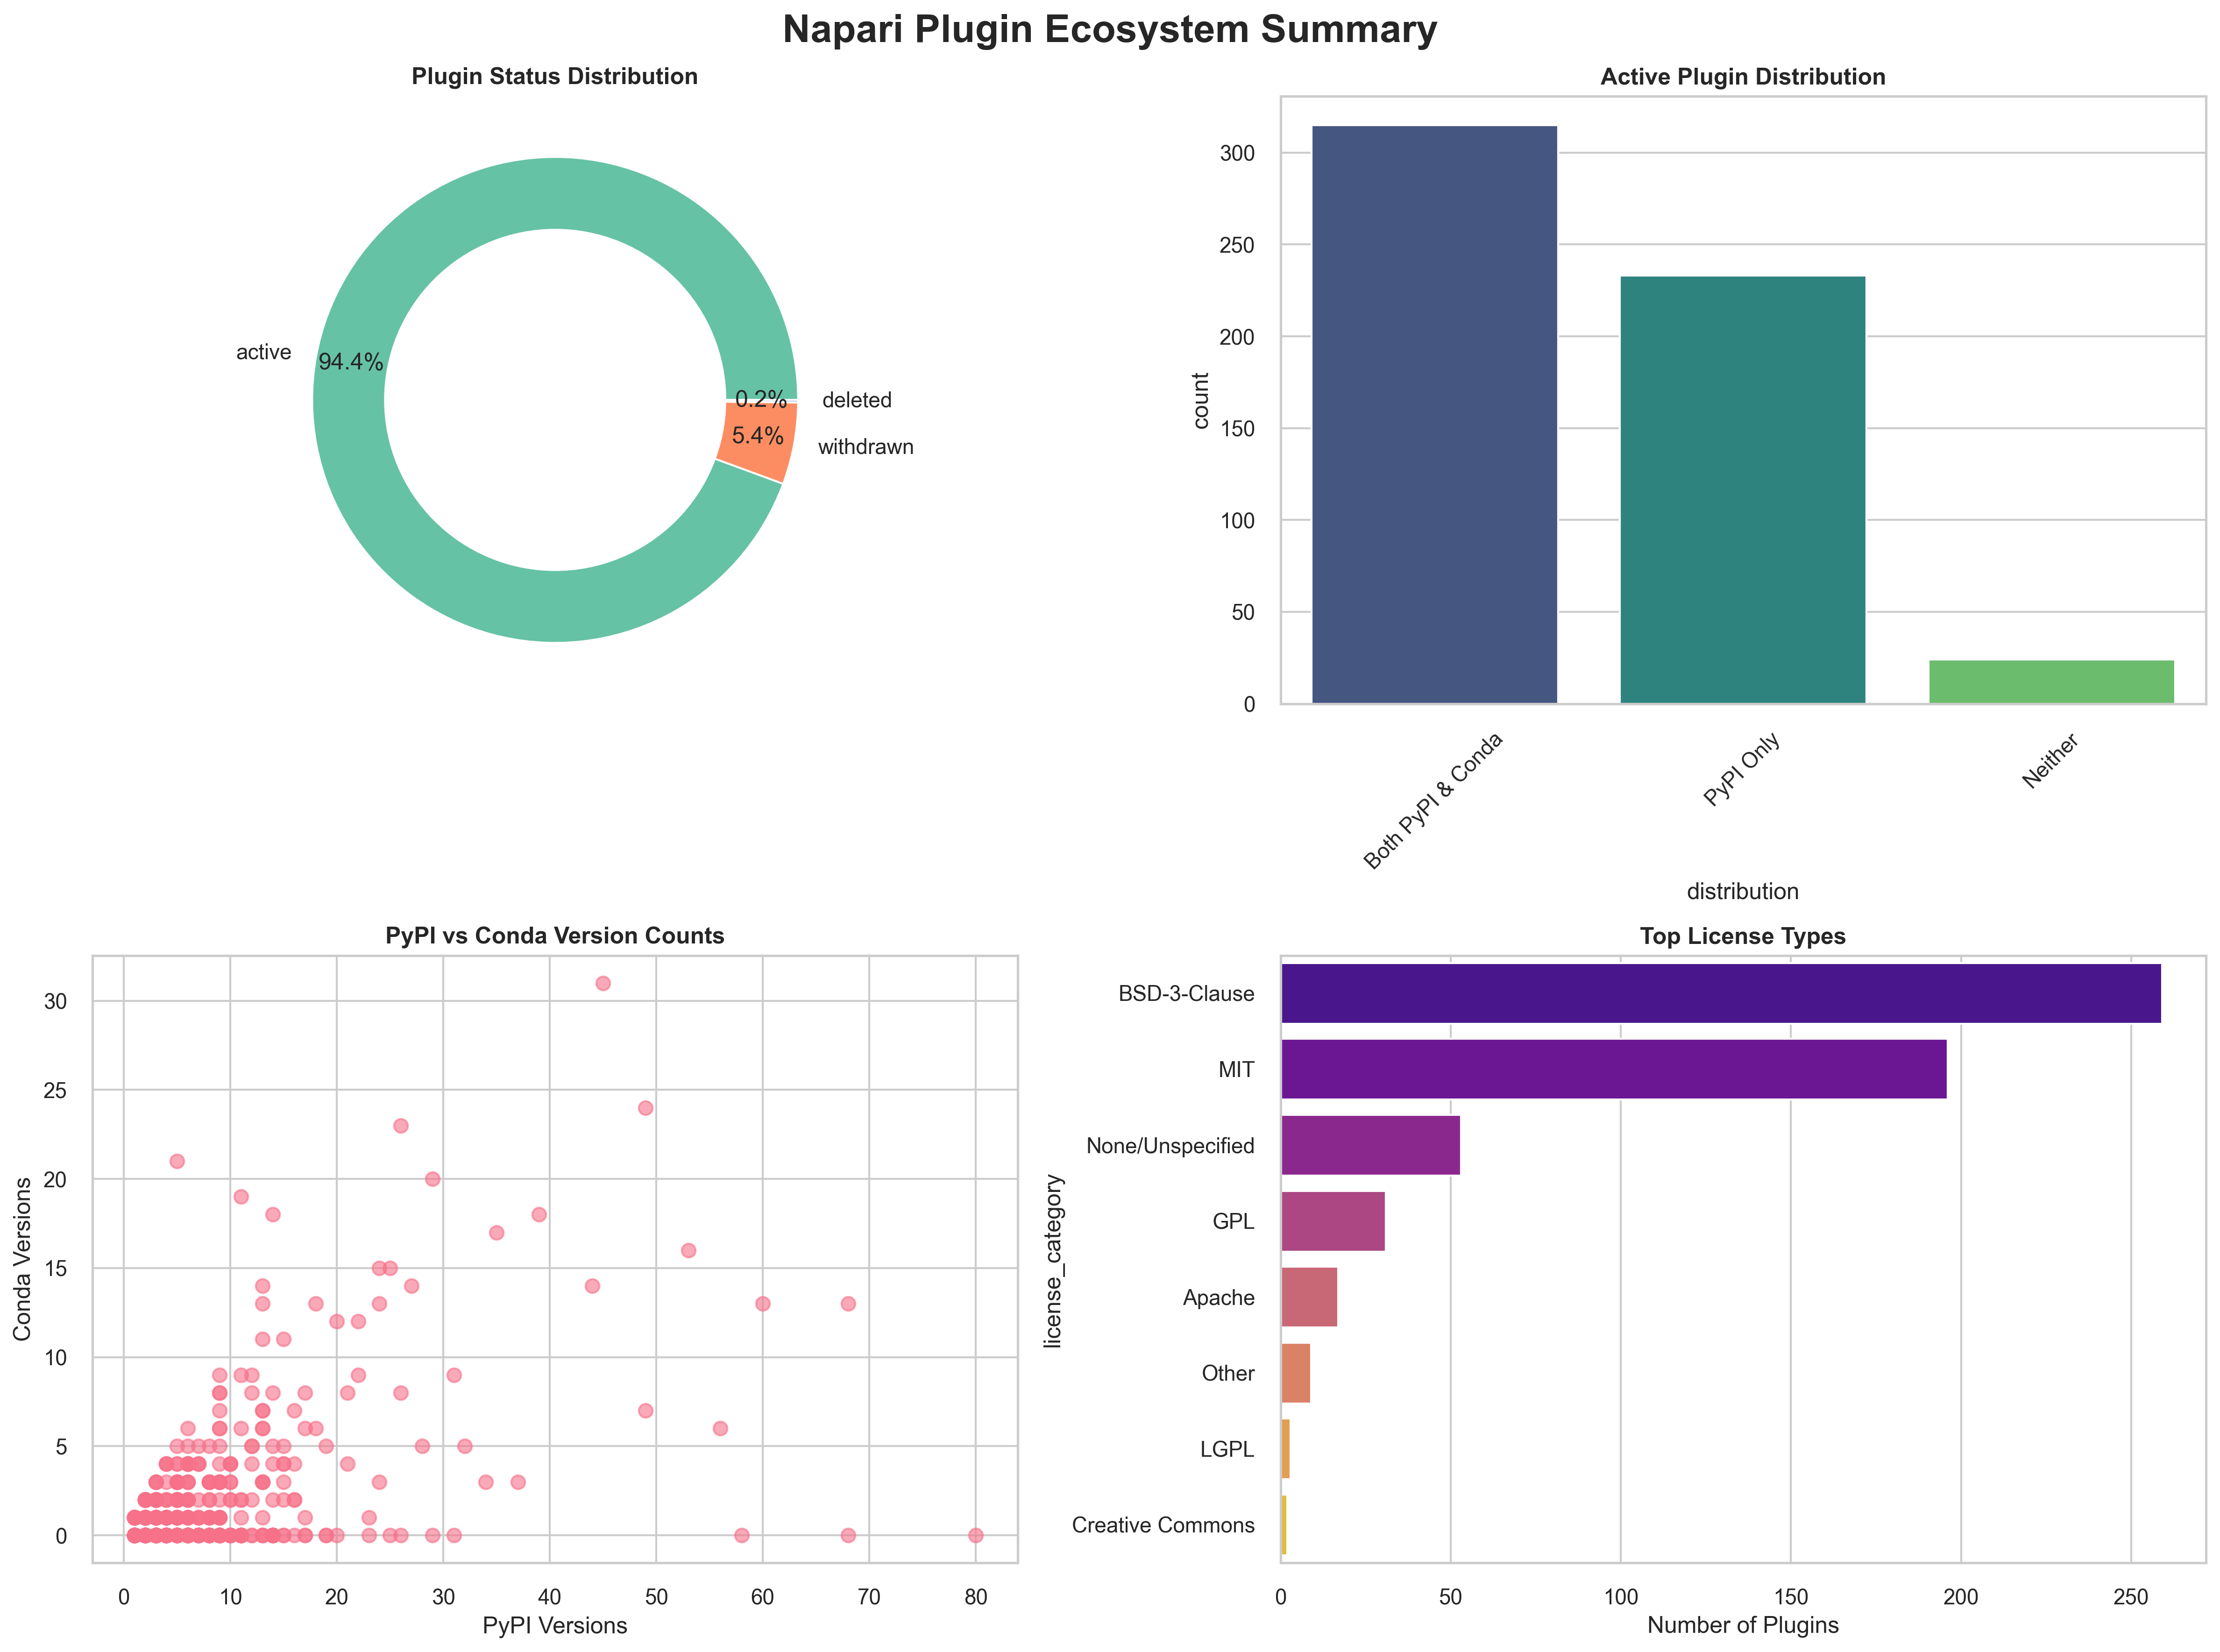 Napari Plugin Ecosystem Summary
Plugin Status Distribution
active
94.4%
0.2%
deleted
5.4%
withdrawn
Active Plugin Distribution
count
300
250
200
150
100
50
0
Both PyPI & Conda
PyPI Only
Neither
distribution
PyPI vs Conda Version Counts
Conda Versions
30
25
20
15
10
5
0
0 10 20 30 40 50 60 70 80
PyPI Versions
Top License Types
license_category
BSD-3-Clause
MIT
None/Unspecified
GPL
Apache
Other
LGPL
Creative Commons
0 50 100 150 200 250
Number of Plugins